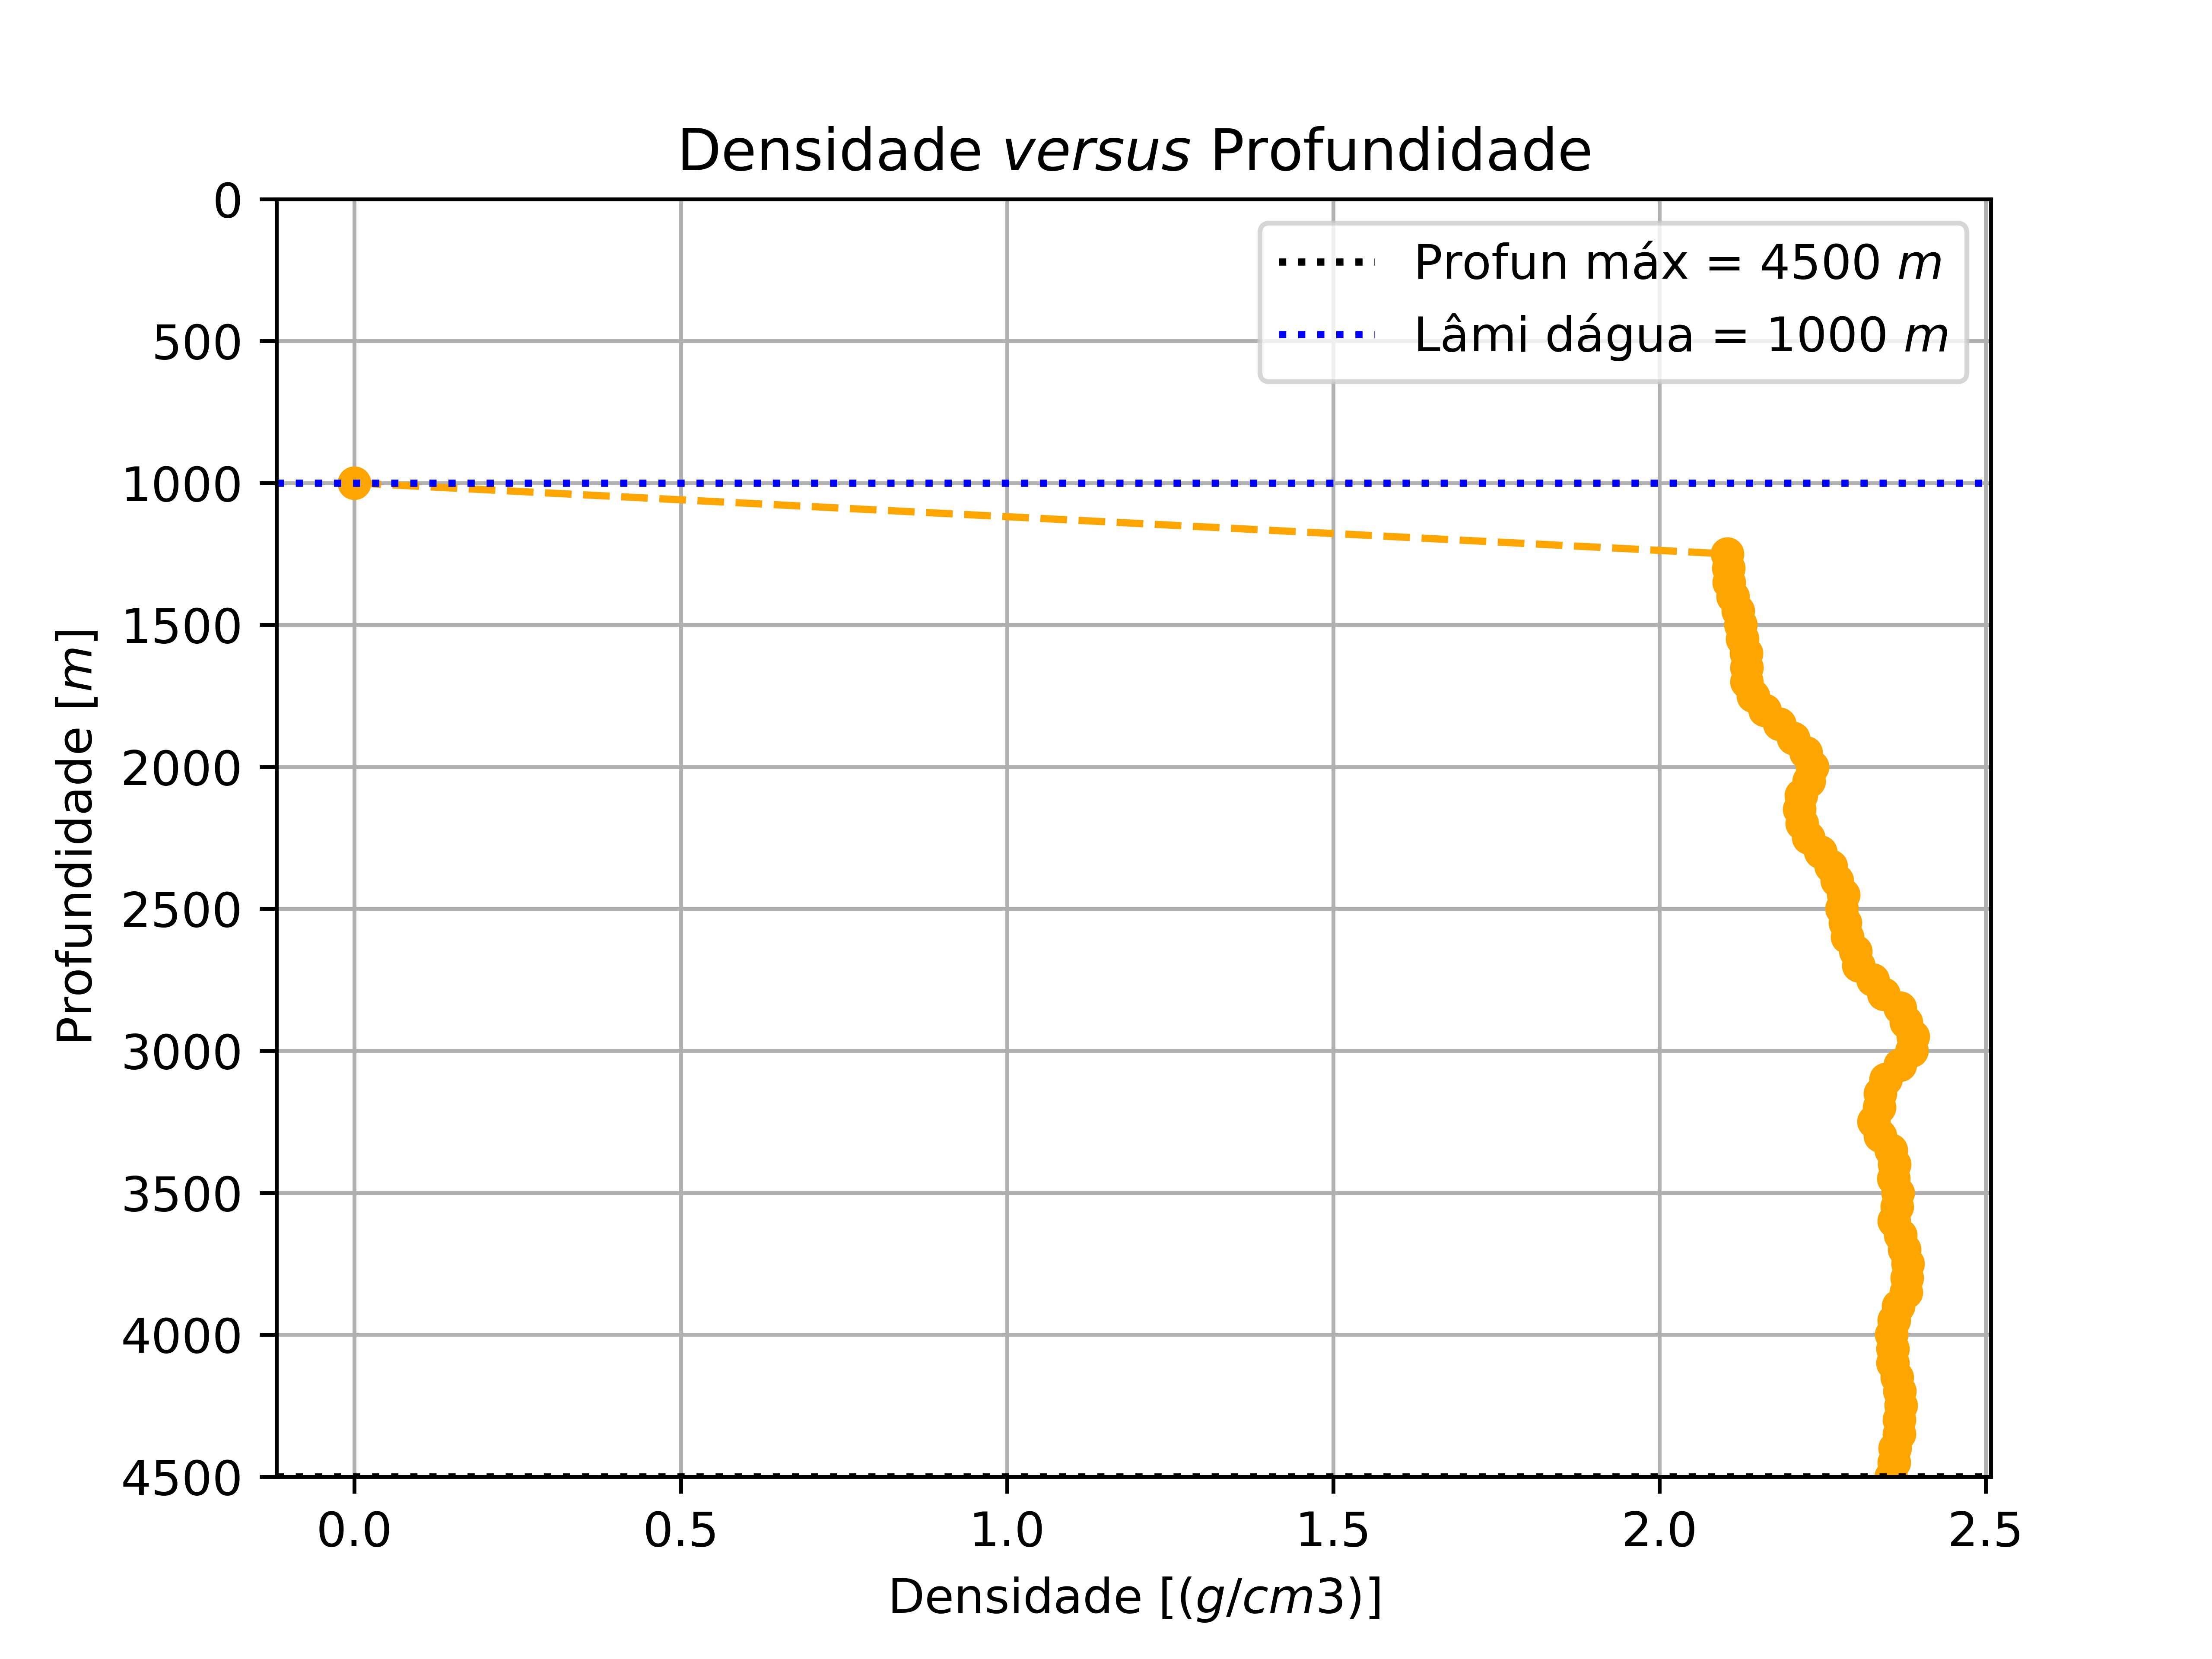 Densidade versus Profundidade
Profun máx = 4500 m
Lâmi dágua = 1000 m
Profundidade [m]
0
500
1000
1500
2000
2500
3000
3500
4000
4500
0.0 0.5 1.0 1.5 2.0 2.5
Densidade [(g/cm3)]